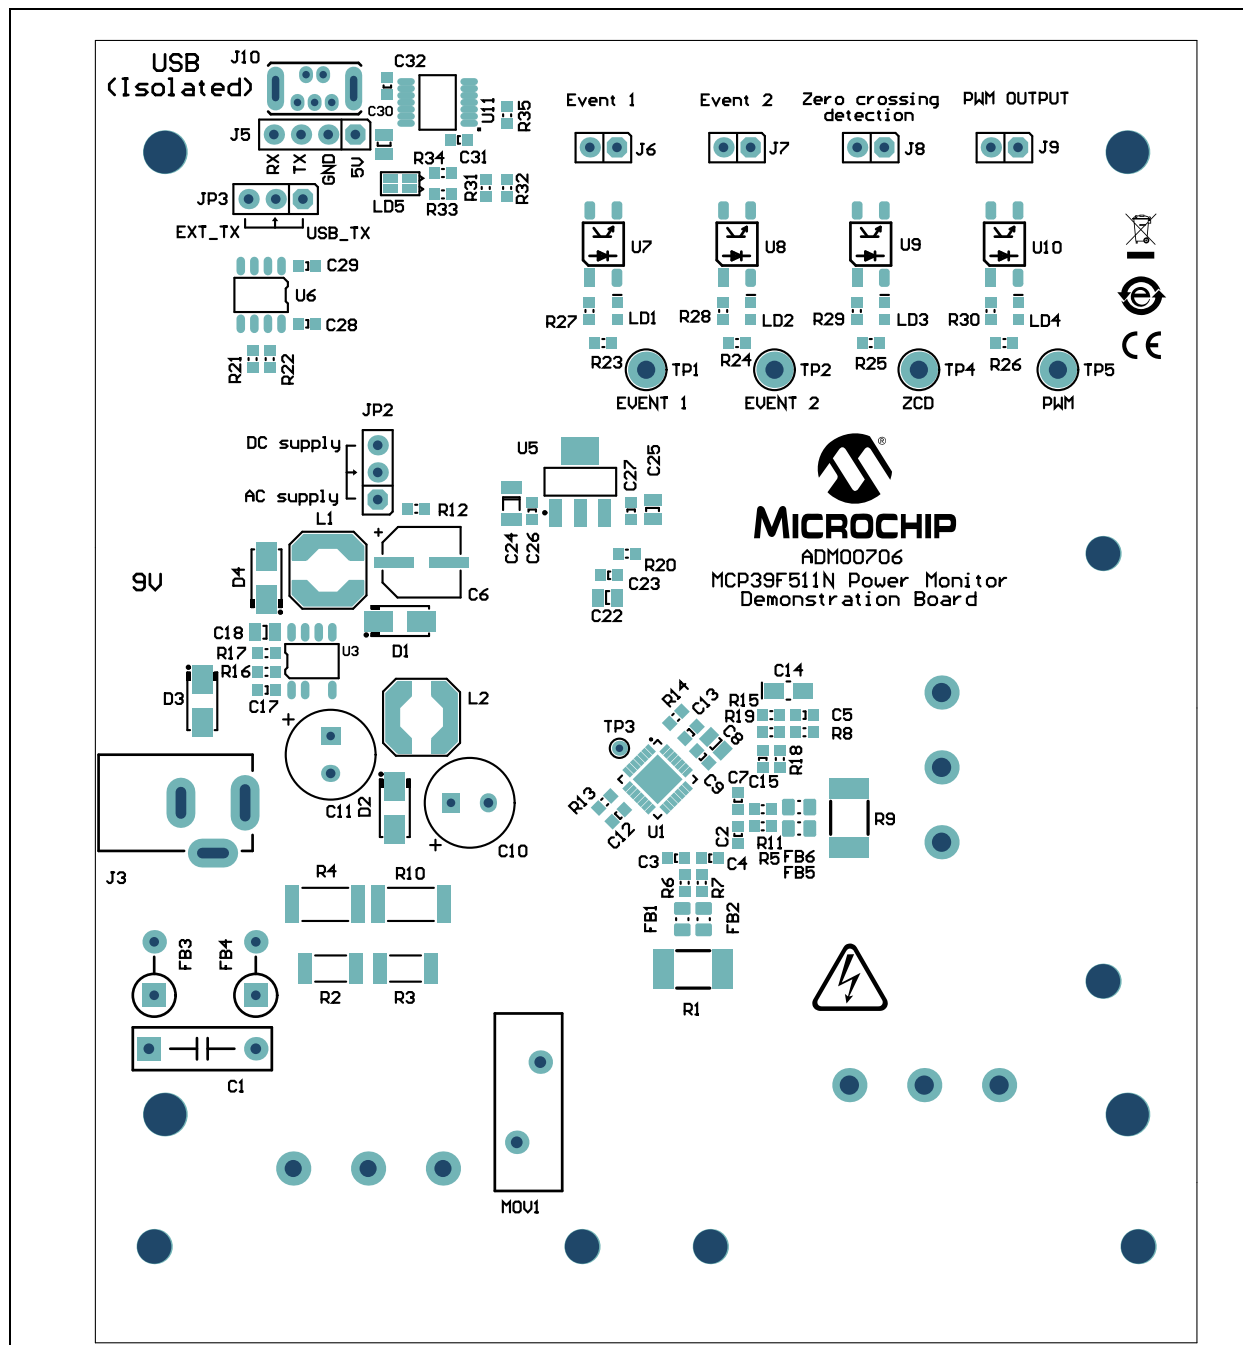 USB
(Isolated)
J10
C32
C30
U11
R35
J5
RX
TX
GND
5V
C31
R34
R33
R31
R32
LD5
JP3
EXT_TX
USB_TX
Event 1
Event 2
Zero crossing
detection
PWM OUTPUT
J6
J7
J8
J9
U7
U8
U9
U10
C29
U6
C28
R21
R22
R27
LD1
R28
LD2
R29
LD3
R30
LD4
R23
R24
R25
R26
TP1
TP2
TP4
TP5
EVENT 1
EVENT 2
ZCD
PWM
e
CE
JP2
DC supply
AC supply
R12
L1
U5
C25
C27
C24
C26
R20
C23
C22
®
MICROCHIP
ADM00706
MCP39F511N Power Monitor
Demonstration Board
9V
D4
C6
D1
C18
R17
R16
C17
U3
D3
L2
C11
D2
C10
J3
R4
R10
R2
R3
FB3
FB4
C1
MOV1
TP3
R14
C13
C8
C9
R13
C12
U1
C14
R15
R19
C5
R8
R18
C15
C7
C2
R11
R5
FB6
FB5
R9
C3
C4
R6
R7
FB1
FB2
R1